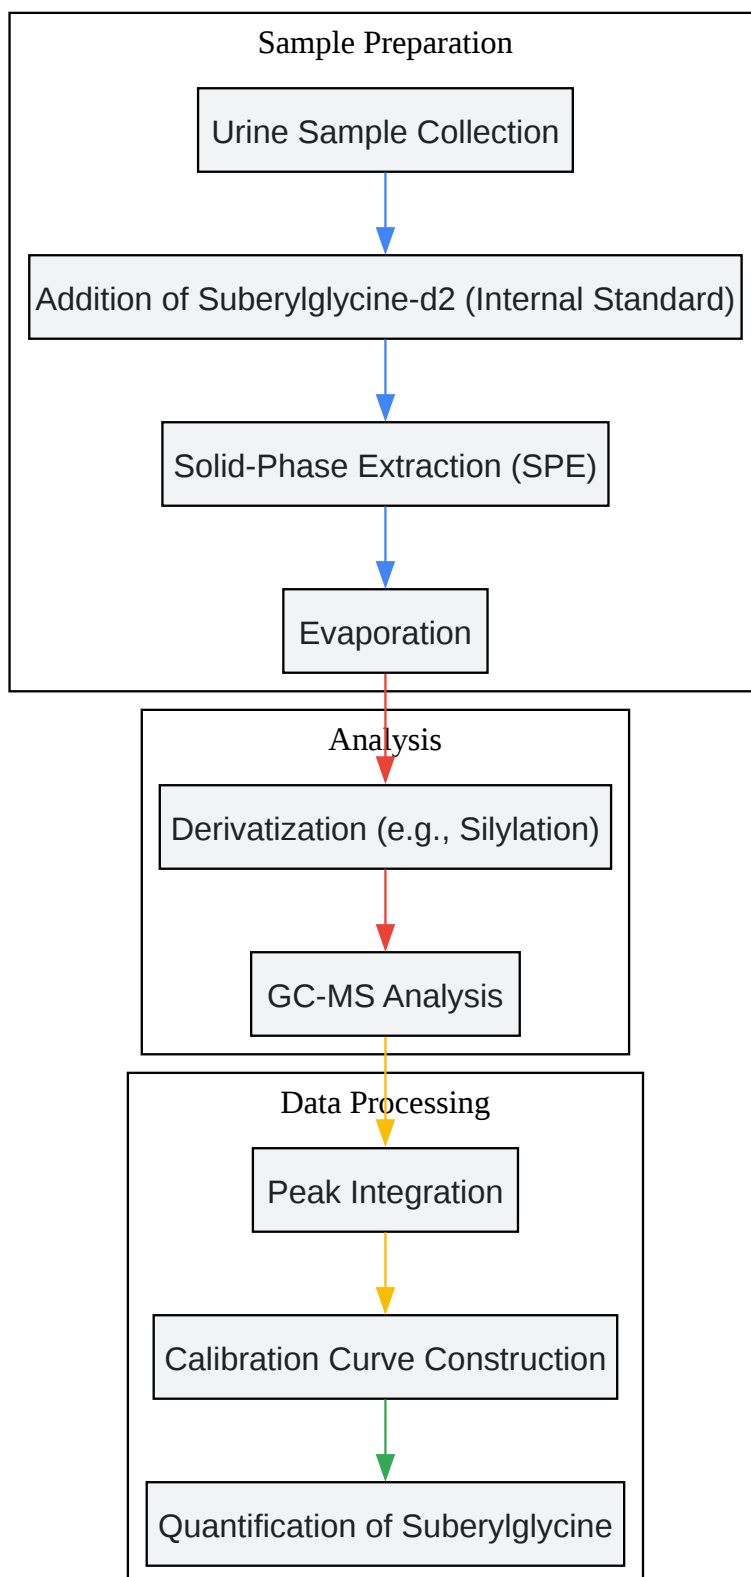 Sample Preparation
Urine Sample Collection
Addition of Suberylglycine-d2 (Internal Standard)
Solid-Phase Extraction (SPE)
Evaporation
Analysis
Derivatization (e.g., Silylation)
GC-MS Analysis
Data Processing
Peak Integration
Calibration Curve Construction
Quantification of Suberylglycine